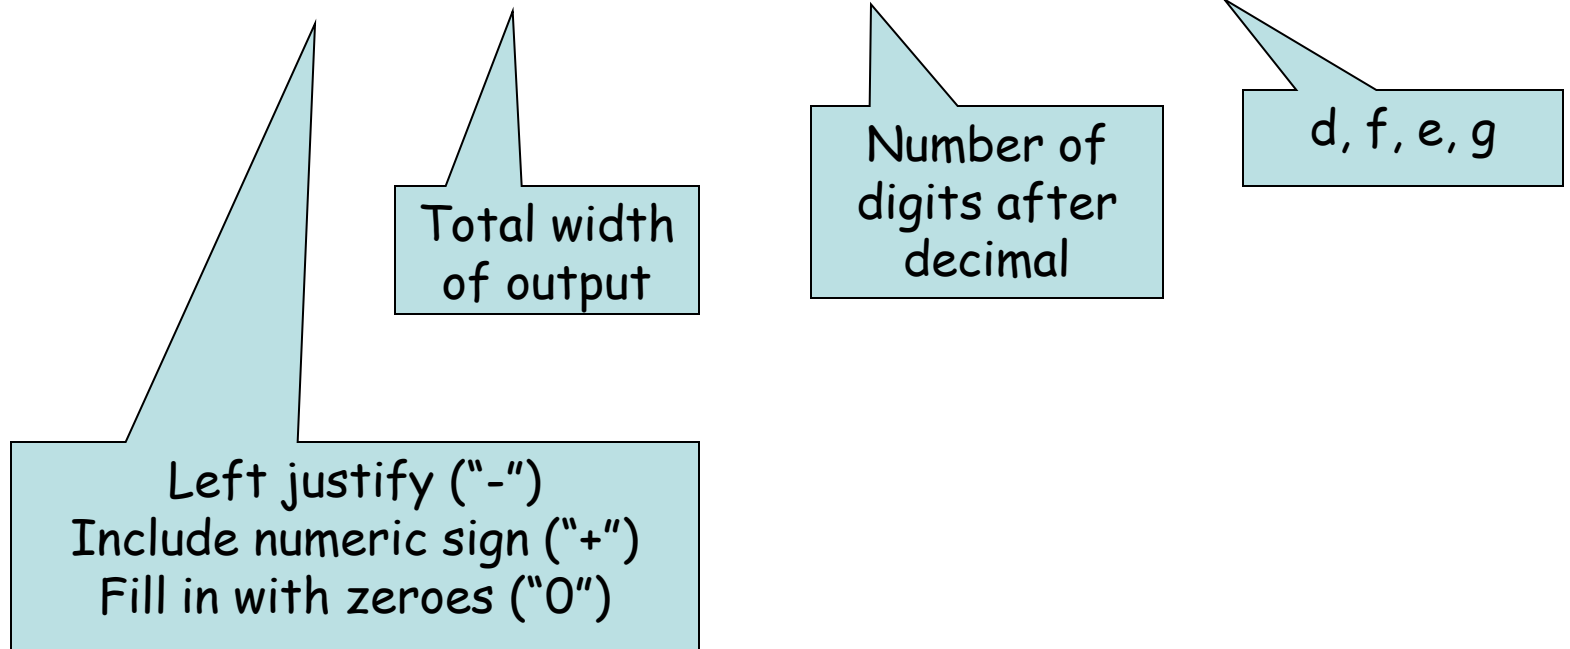 d, f, e, g
Number of
digits after
decimal
Total width
of output
Left justify (“-”)
Include numeric sign (“+”)
Fill in with zeroes (“0”)